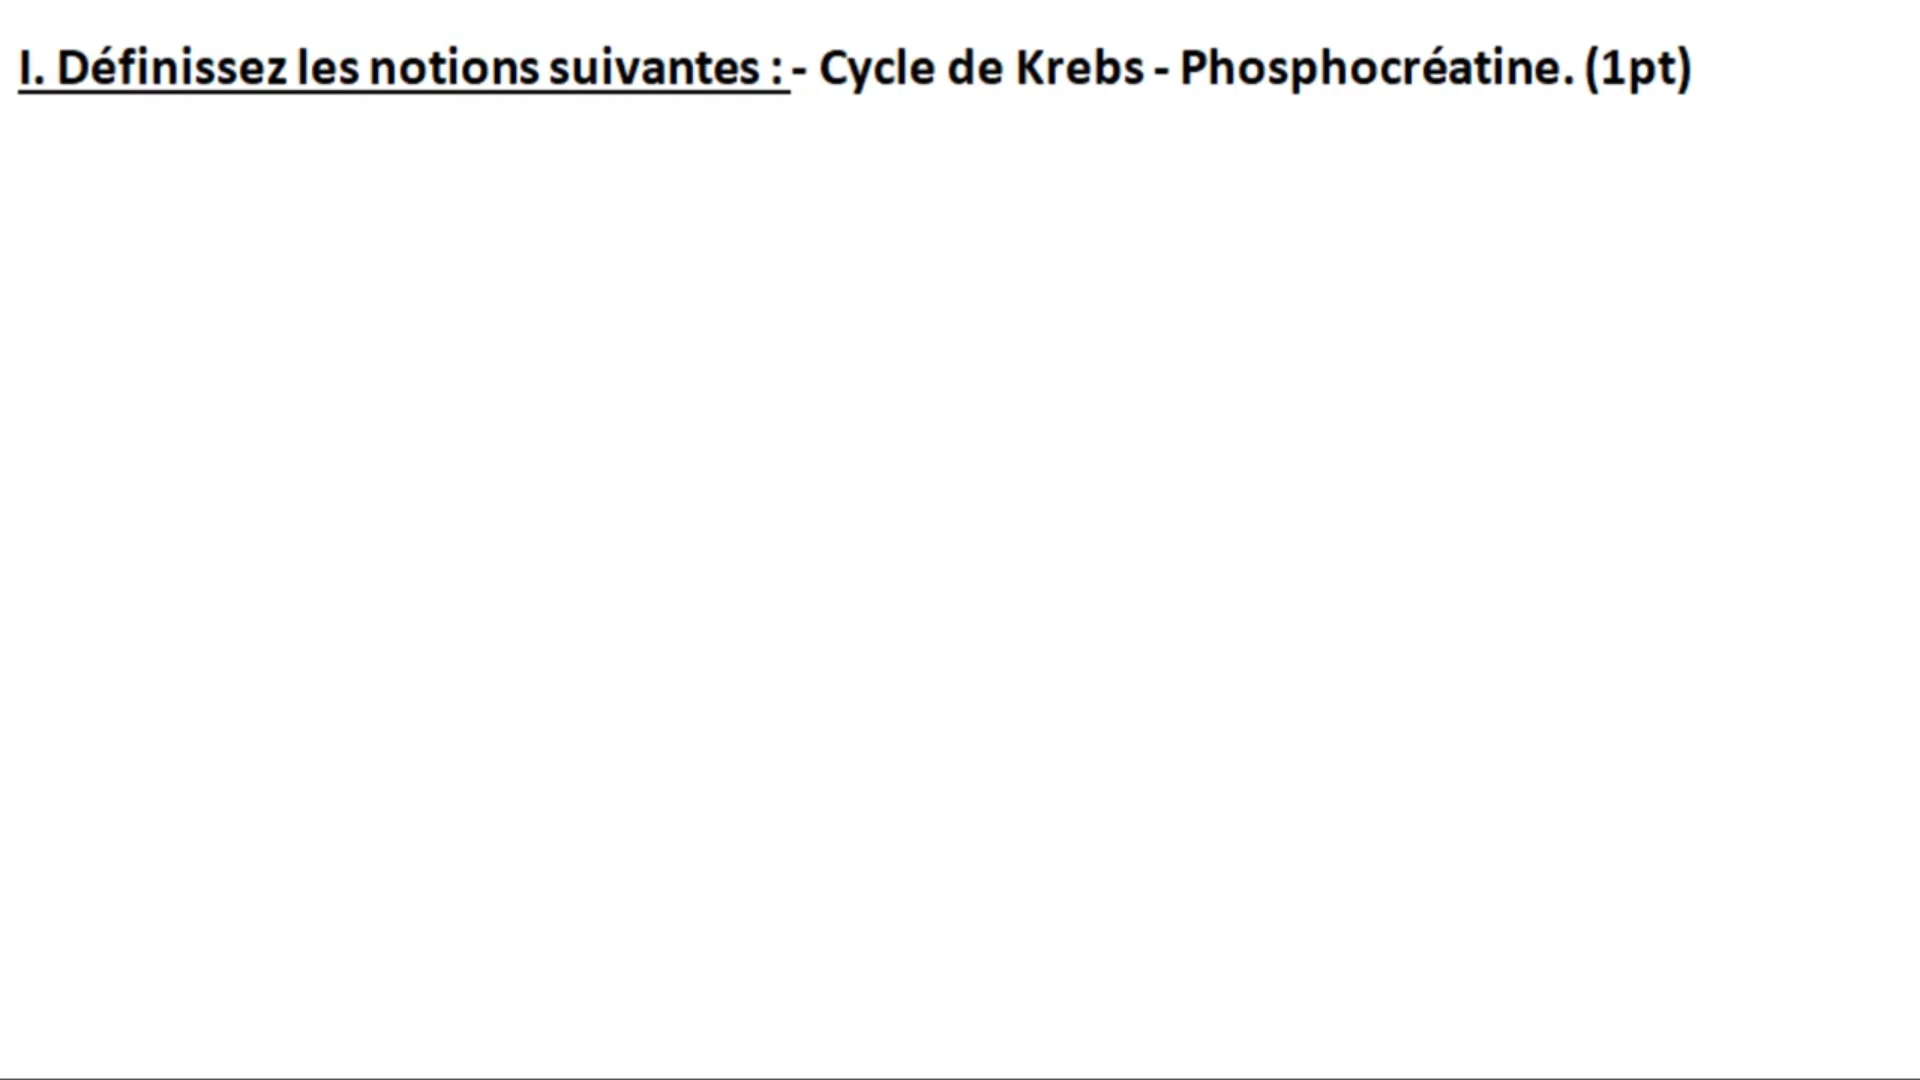 I. Définissez les notions suivantes : - Cycle de Krebs - Phosphocréatine. (1pt)